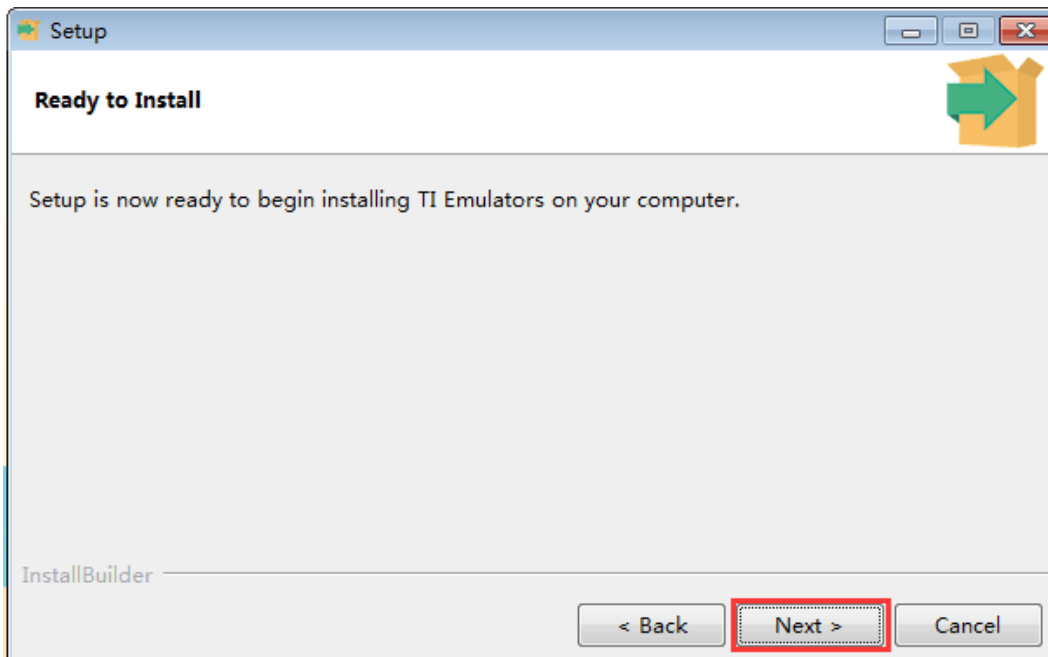 Setup
Ready to Install
Setup is now ready to begin installing TI Emulators on your computer.
InstallBuilder
< Back
Next >
Cancel